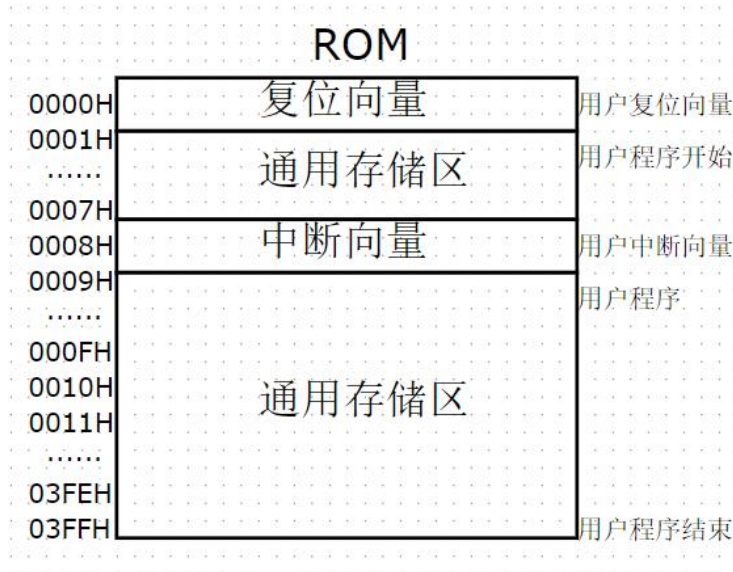 ROM
0000H 复位向量 用户复位向量
0001H 用户程序开始
...... 通用存储区
0007H
0008H 中断向量 用户中断向量
0009H 用户程序
......
000FH
0010H 通用存储区
0011H
......
03FEH
03FFH 用户程序结束